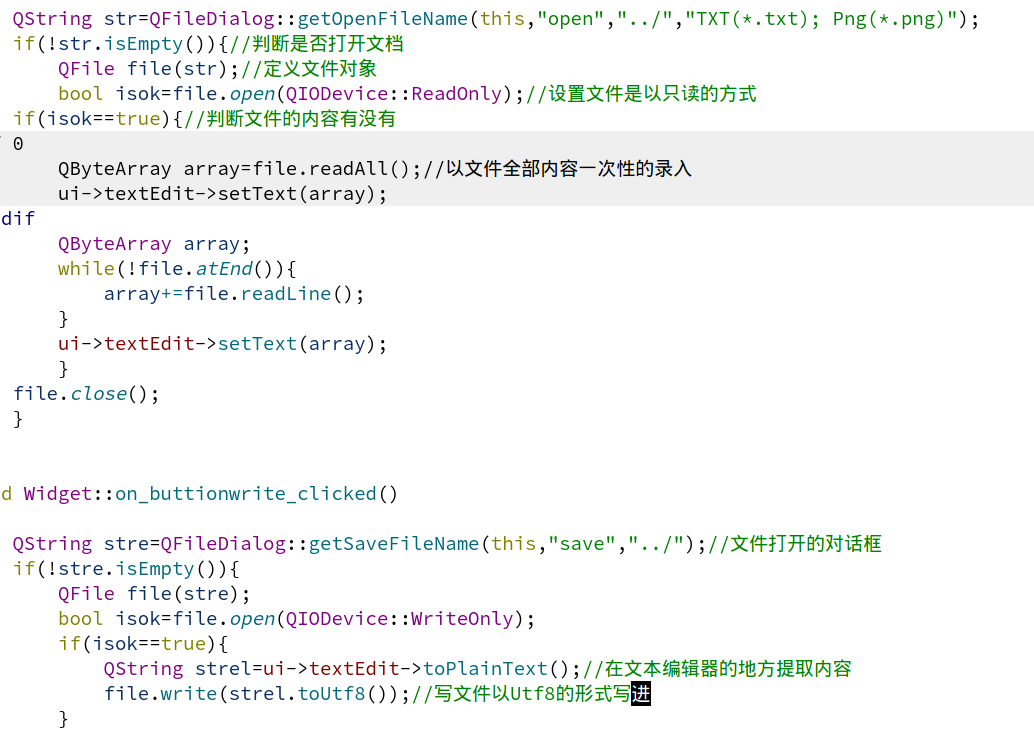 QString str=QFileDialog::getOpenFileName(this,"open","../","TXT(*.txt); Png(*.png)");
if(!str.isEmpty()){//判断是否打开文档
QFile file(str);//定义文件对象
bool isok=file.open(QIODevice::ReadOnly);//设置文件是以只读的方式
if(isok==true){//判断文件的内容有没有
0
QByteArray array=file.readAll();//以文件全部内容一次性的录入
ui->textEdit->setText(array);
dif
QByteArray array;
while(!file.atEnd()){
array+=file.readLine();
}
ui->textEdit->setText(array);
}
file.close();
}
d Widget::on_buttionwrite_clicked()
QString stre=QFileDialog::getSaveFileName(this,"save","../");//文件打开的对话框
if(!stre.isEmpty()){
QFile file(stre);
bool isok=file.open(QIODevice::WriteOnly);
if(isok==true){
QString strel=ui->textEdit->toPlainText();//在文本编辑器的地方提取内容
file.write(strel.toUtf8());//写文件以Utf8的形式写进
}